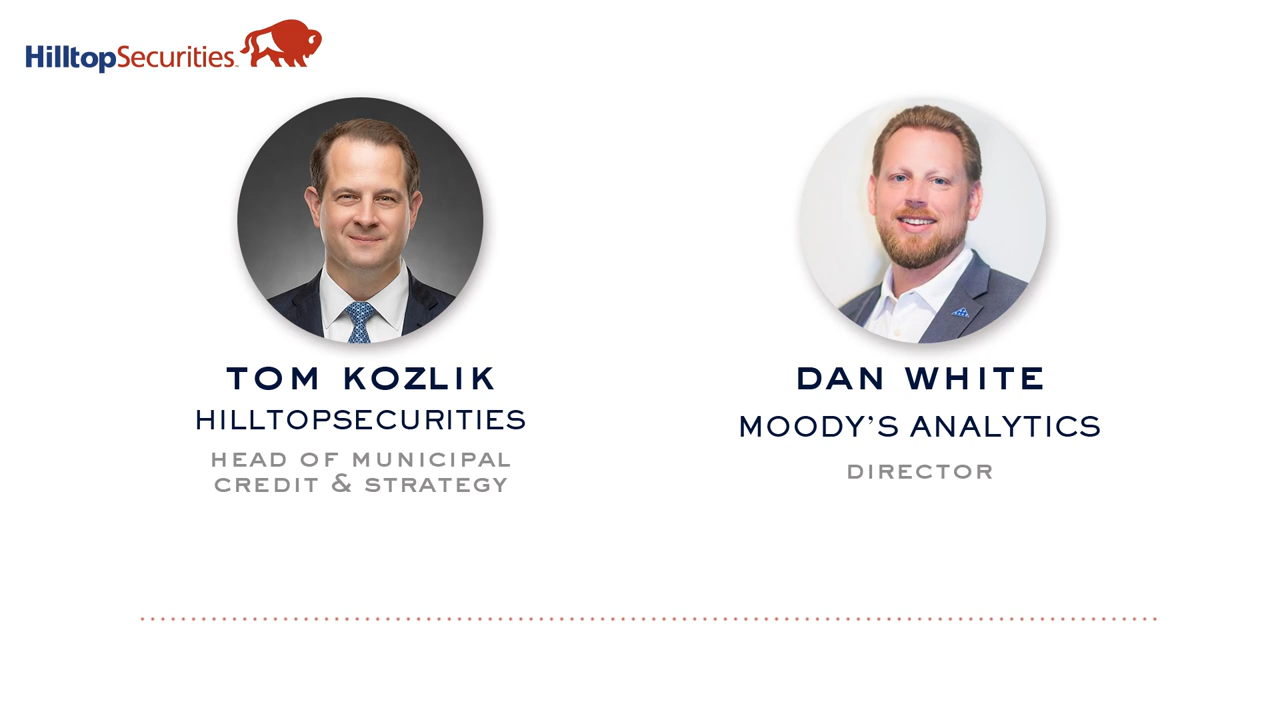 HilltopSecurities
TOM KOZLIK
HILLTOPSECURITIES
HEAD OF MUNICIPAL
CREDIT & STRATEGY
DAN WHITE
MOODY'S ANALYTICS
DIRECTOR